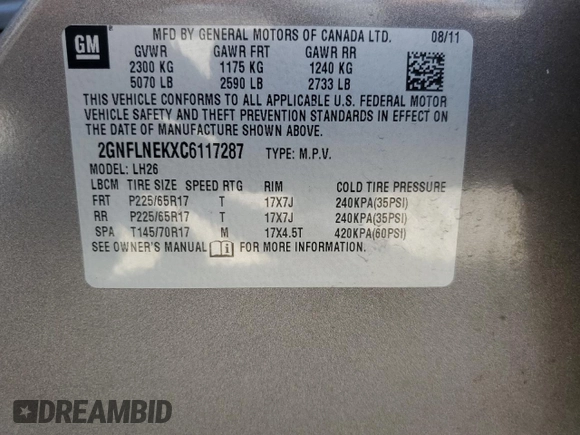 GM
MFD BY GENERAL MOTORS OF CANADA LTD. 08/11
GVWR GAWR FRT GAWR RR
2300 KG 1175 KG 1240 KG
5070 LB 2590 LB 2733 LB
THIS VEHICLE CONFORMS TO ALL APPLICABLE U.S. FEDERAL MOTOR
VEHICLE SAFETY AND THEFT PREVENTION STANDARDS IN EFFECT ON
THE DATE OF MANUFACTURE SHOWN ABOVE.
2GNFLNEKXC6117287 TYPE: M.P.V.
MODEL: LH26
LBCM TIRE SIZE SPEED RTG RIM COLD TIRE PRESSURE
FRT P225/65R17 T 17X7J 240KPA(35PSI)
RR P225/65R17 T 17X7J 240KPA(35PSI)
SPA T145/70R17 M 17X4.5T 420KPA(60PSI)
SEE OWNER'S MANUAL FOR MORE INFORMATION.
DREAMBID